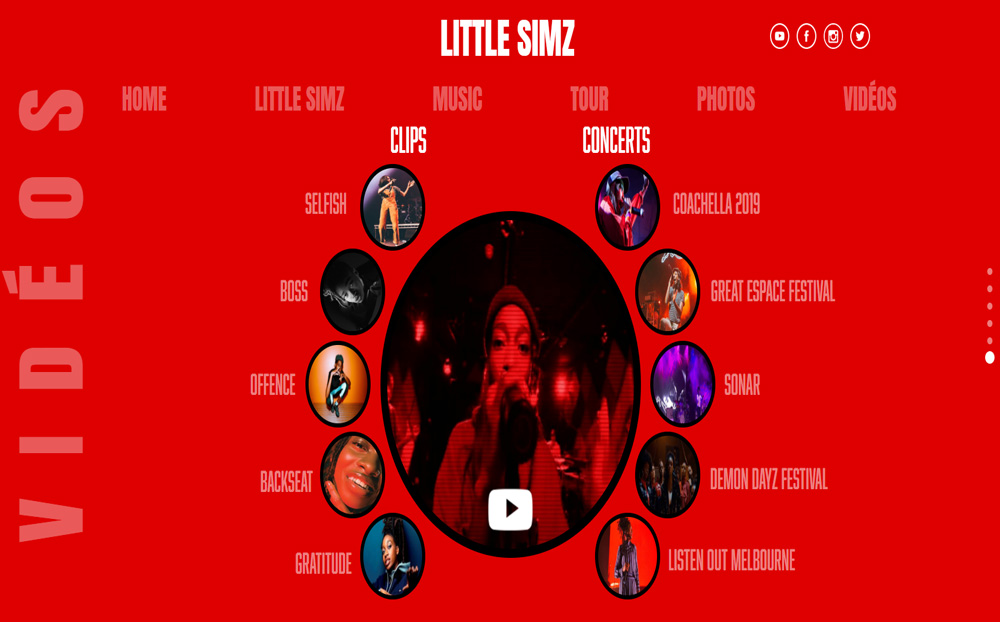 LITTLE SIMZ
HOME LITTLE SIMZ MUSIC TOUR PHOTOS VIDÉOS
VIDÉOS
CLIPS
SELFISH
BOSS
OFFENCE
BACKSEAT
GRATITUDE
CONCERTS
COACHELLA 2019
GREAT ESPACE FESTIVAL
SONAR
DEMON DAYZ FESTIVAL
LISTEN OUT MELBOURNE